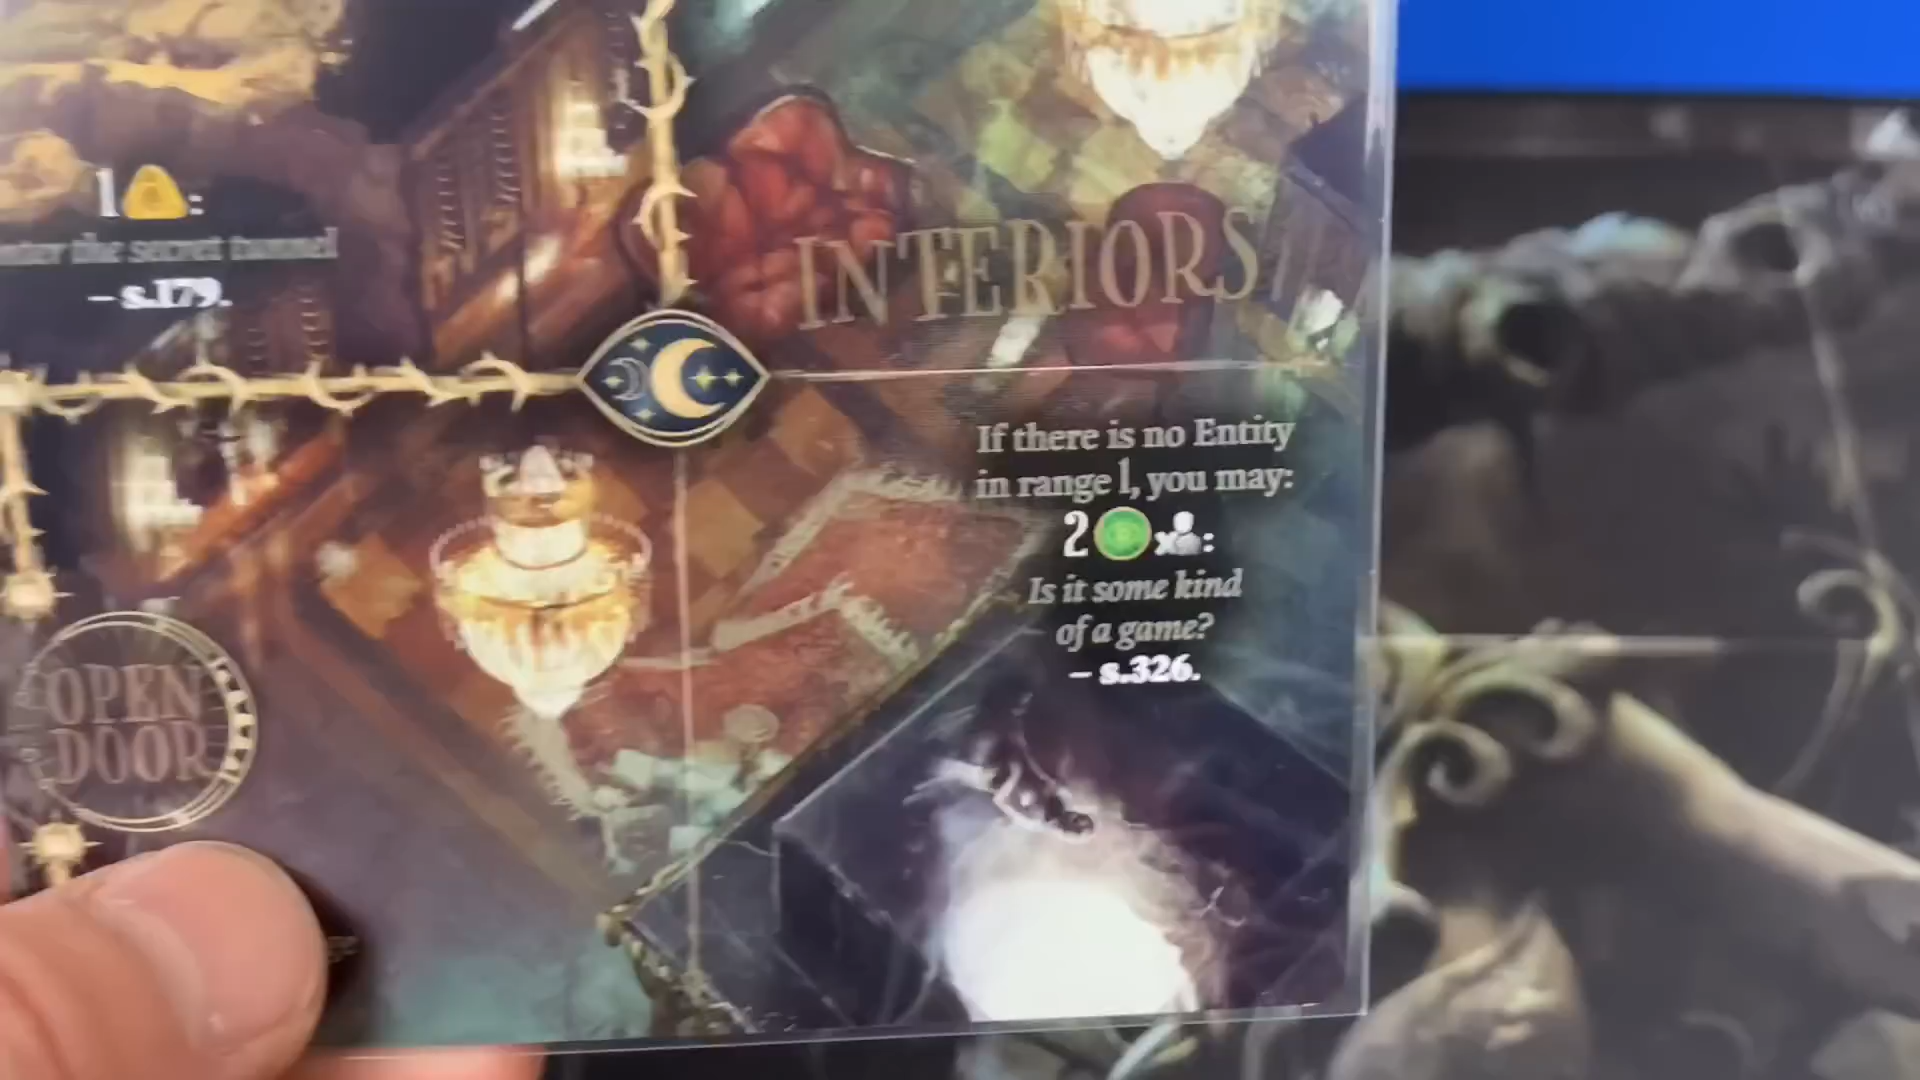 1 :
the secret tunnel
– s.179.
INTERIORS
If there is no Entity
in range 1, you may:
2 x :
Is it some kind
of a game?
– s.326.
OPEN
DOOR